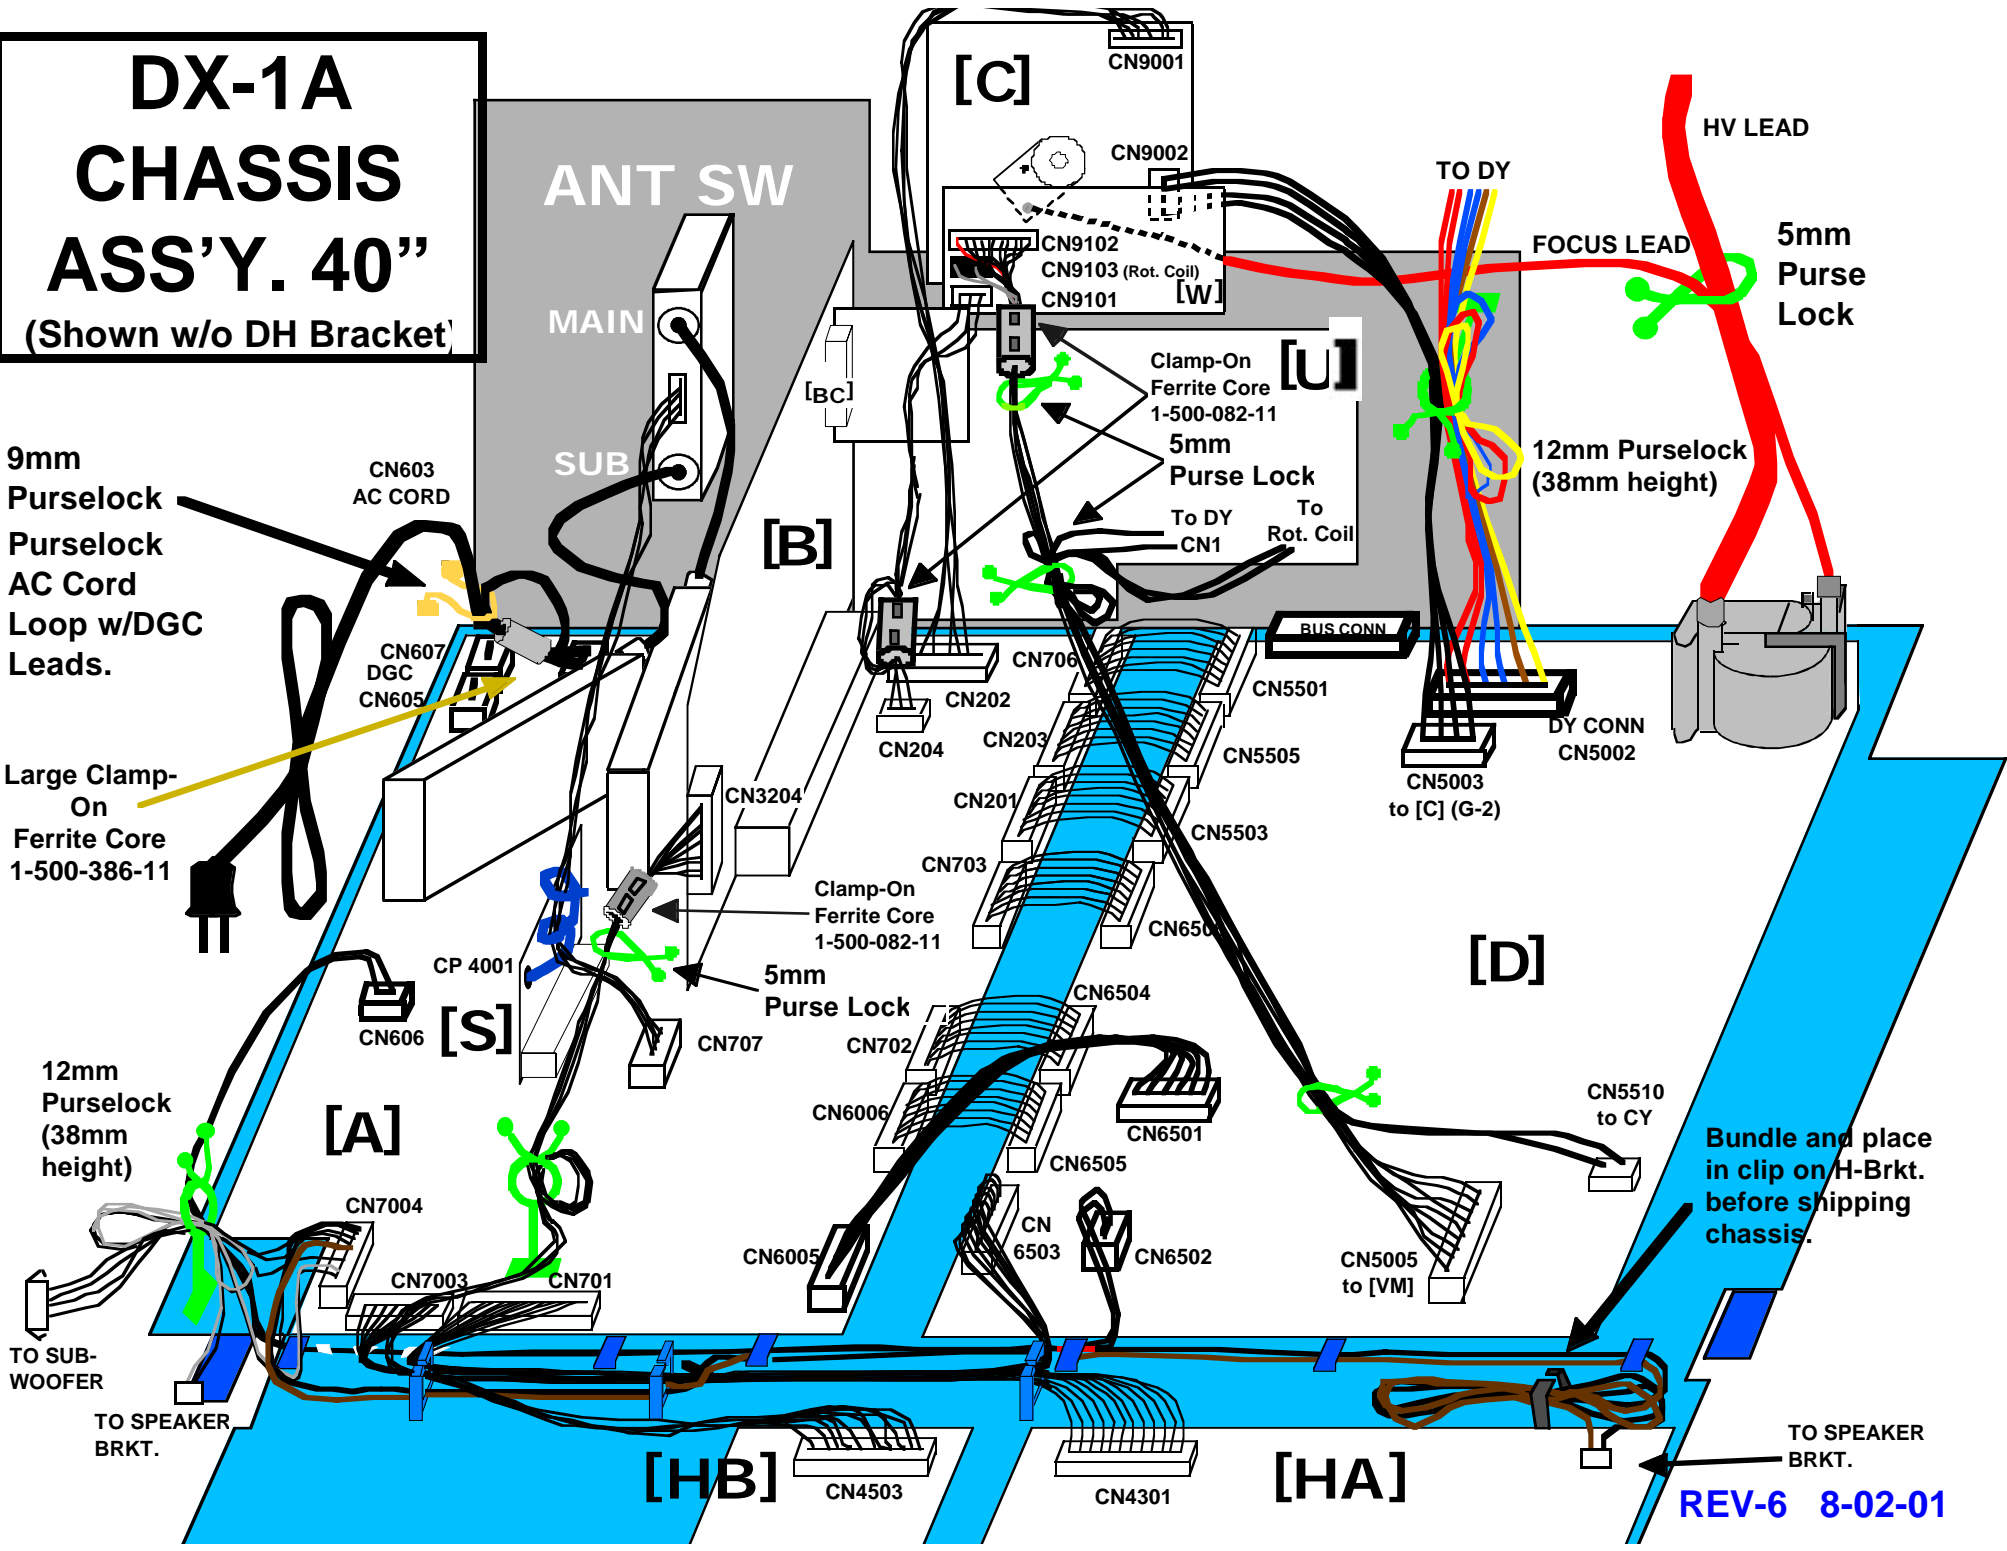 DX-1A
CHASSIS
ASS'Y. 40”
(Shown w/o DH Bracket)
ANT SW
MAIN
SUB
[C]
CN9001
CN9002
CN9102
CN9103 (Rot. Coil)
CN9101
[W]
HV LEAD
TO DY
FOCUS LEAD
5mm
Purse
Lock
[BC]
Clamp-On
Ferrite Core
1-500-082-11
[U]
5mm
Purse Lock
To DY
CN1
To
Rot. Coil
12mm Purselock
(38mm height)
9mm
Purselock
CN603
AC CORD
Purselock
AC Cord
Loop w/DGC
Leads.
[B]
CN607
DGC
CN605
BUS CONN
CN706
CN5501
CN202
CN204
CN203
CN5505
DY CONN
CN5002
CN5003
to [C] (G-2)
Large Clamp-
On
Ferrite Core
1-500-386-11
CN3204
CN201
CN5503
CN703
Clamp-On
Ferrite Core
1-500-082-11
[D]
CP 4001
5mm
Purse Lock
CN606
[S]
CN707
CN6504
CN702
12mm
Purselock
(38mm
height)
[A]
CN6006
CN6501
CN6505
CN5510
to CY
Bundle and place
in clip on H-Brkt.
before shipping
chassis.
CN7004
CN6005
CN
6503
CN6502
CN5005
to [VM]
CN7003
CN701
TO SUB-
WOOFER
TO SPEAKER
BRKT.
[HB]
CN4503
CN4301
[HA]
TO SPEAKER
BRKT.
REV-6 8-02-01